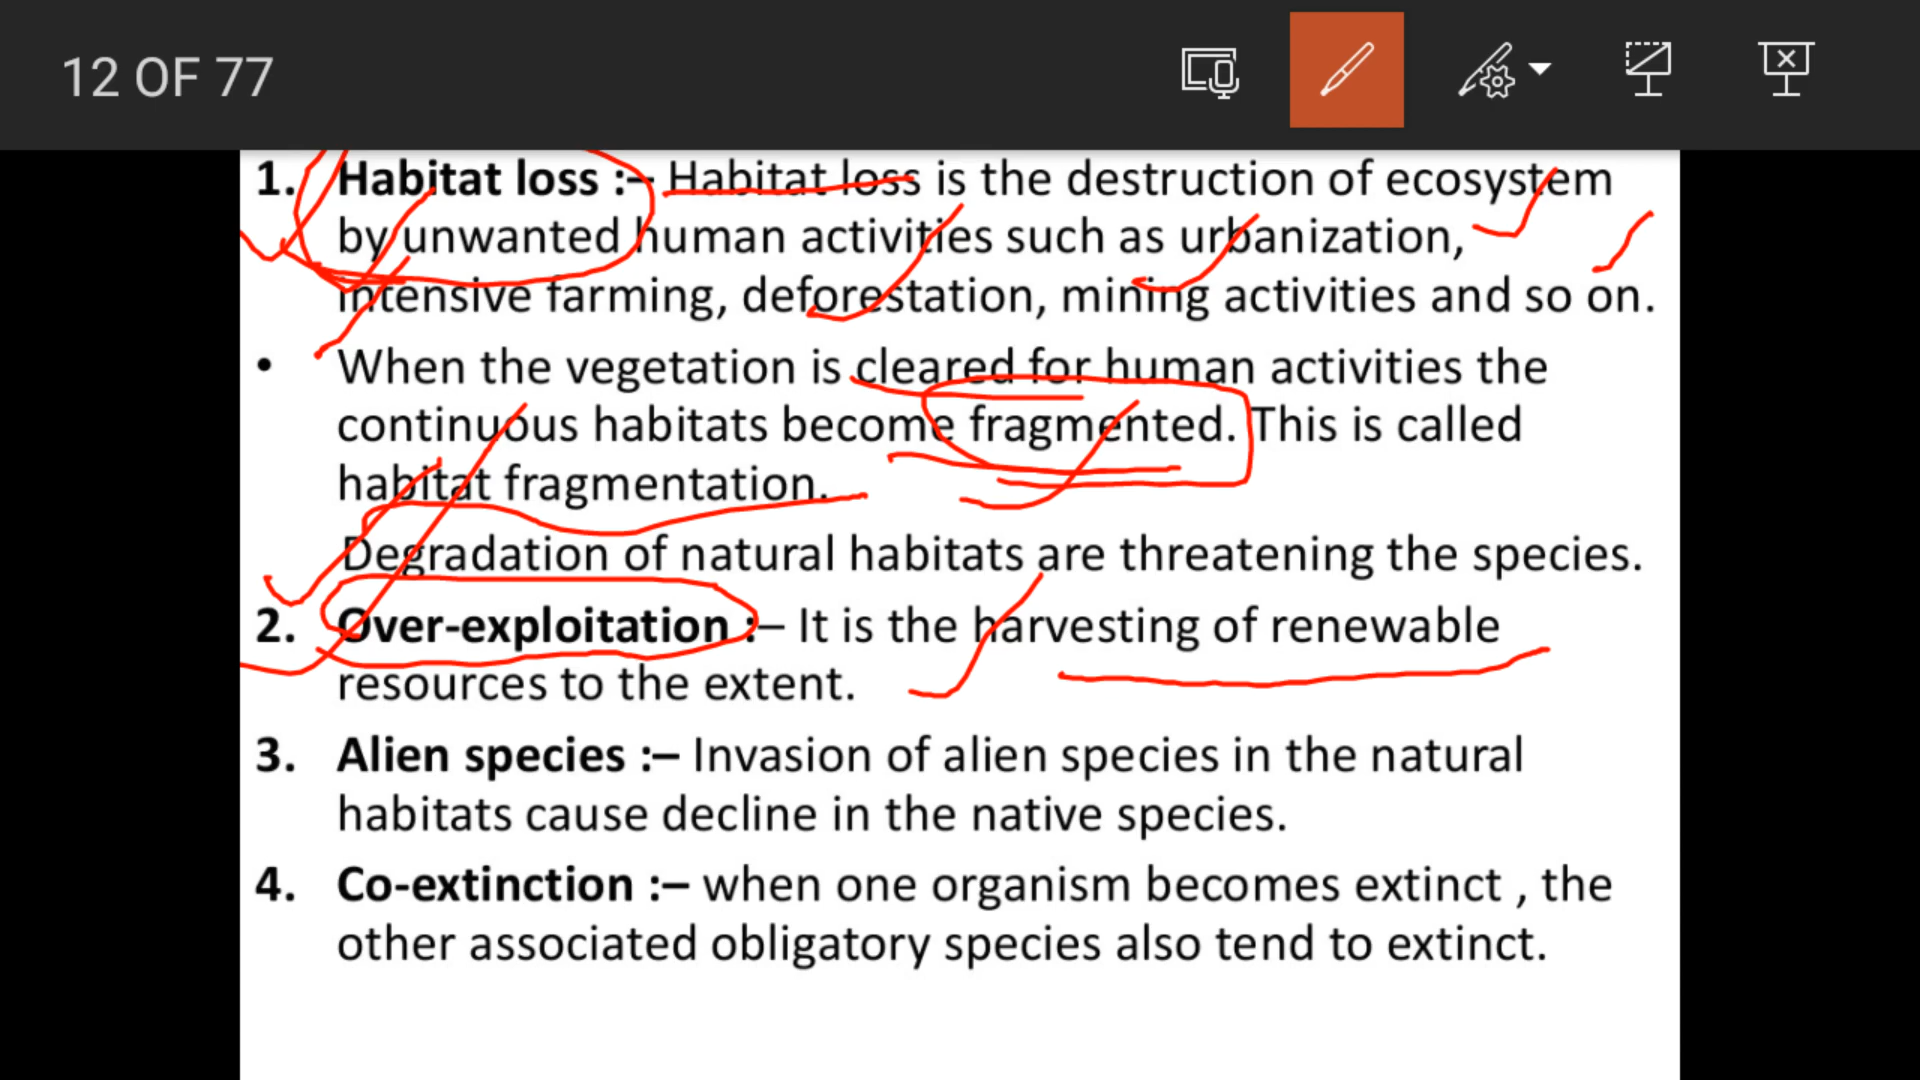 12 OF 77
1. Habitat loss :– Habitat loss is the destruction of ecosystem
by unwanted human activities such as urbanization,
intensive farming, deforestation, mining activities and so on.
• When the vegetation is cleared for human activities the
continuous habitats become fragmented. This is called
habitat fragmentation.
Degradation of natural habitats are threatening the species.
2. Over-exploitation :– It is the harvesting of renewable
resources to the extent.
3. Alien species :– Invasion of alien species in the natural
habitats cause decline in the native species.
4. Co-extinction :– when one organism becomes extinct , the
other associated obligatory species also tend to extinct.